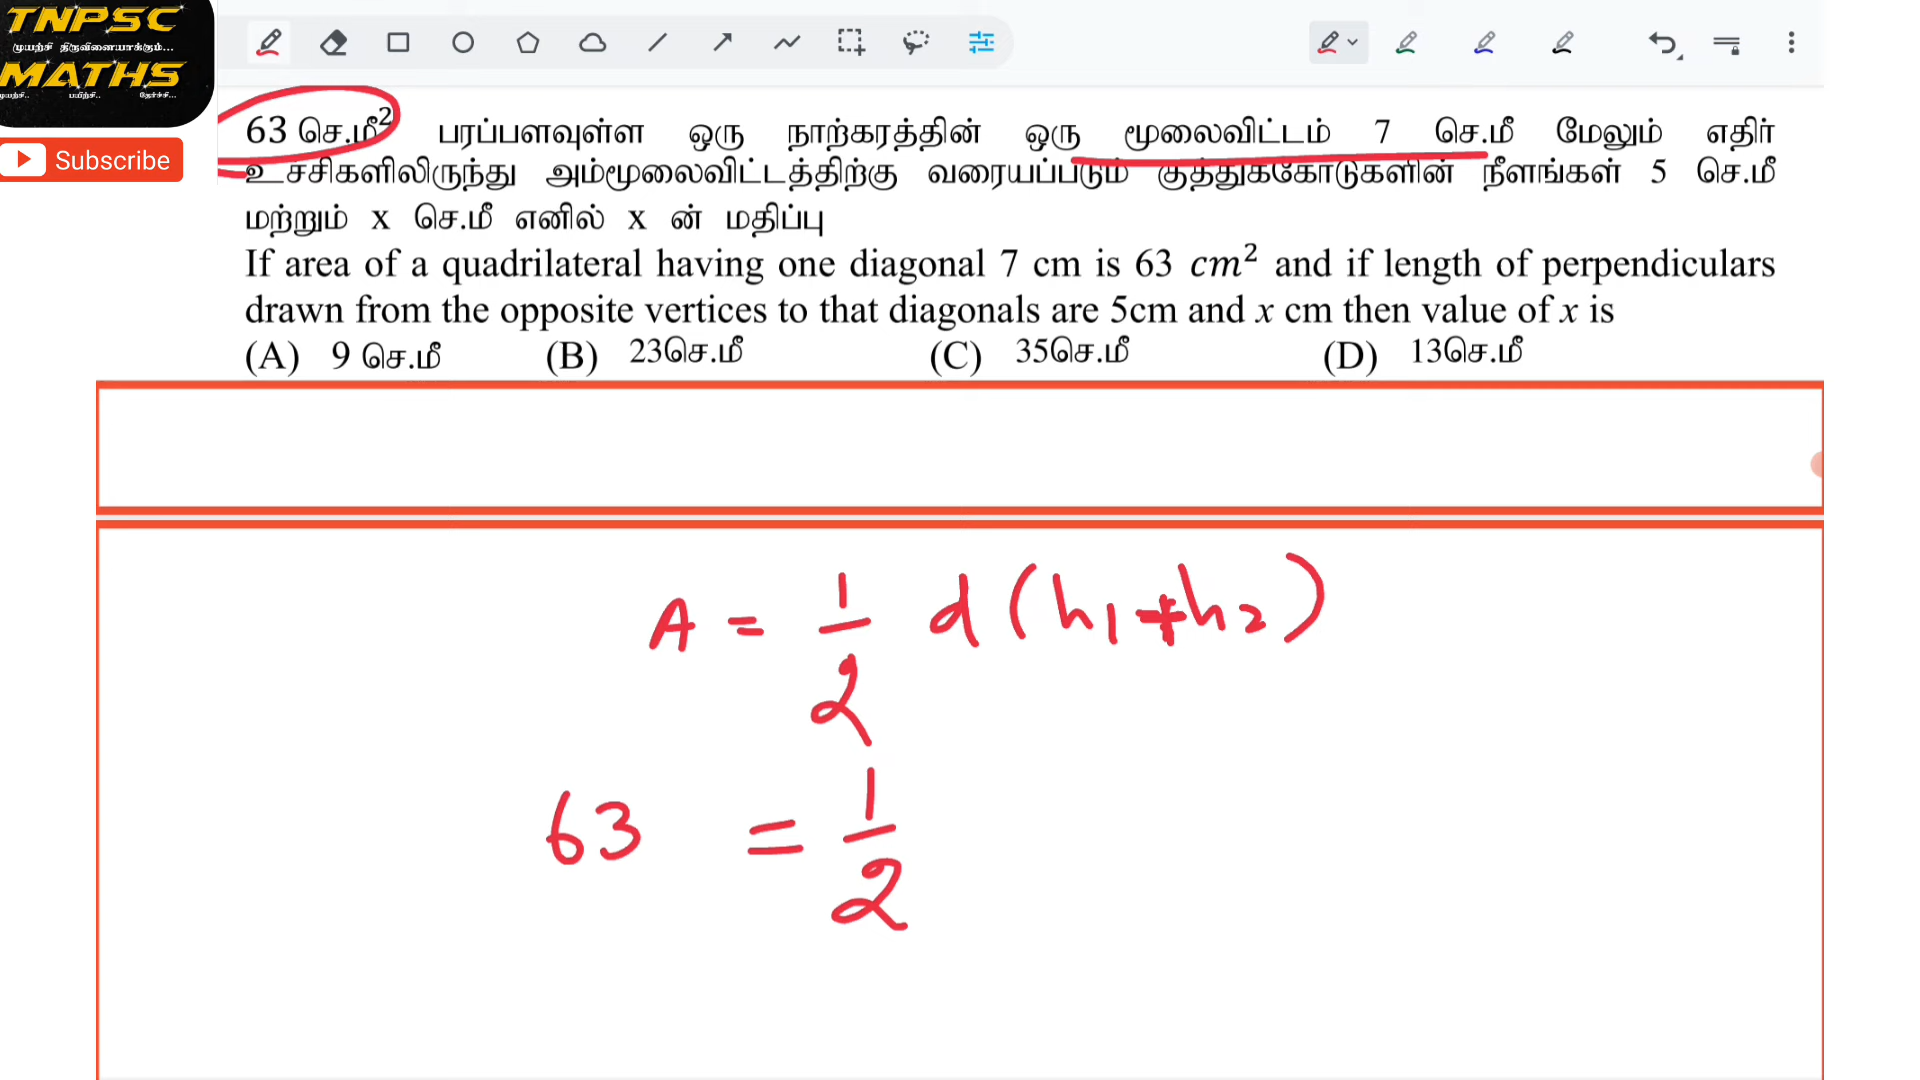 TNPSC
முயற்சி திருவினையாக்கும்...
MATHS
முயற்சி.. பயிற்சி.. தேர்ச்சி...
Subscribe
63 செ.மீ² பரப்பளவுள்ள ஒரு நாற்கரத்தின் ஒரு மூலைவிட்டம் 7 செ.மீ மேலும் எதிர்
உச்சிகளிலிருந்து அம்மூலைவிட்டத்திற்கு வரையப்படும் குத்துக்கோடுகளின் நீளங்கள் 5 செ.மீ
மற்றும் x செ.மீ எனில் x ன் மதிப்பு
If area of a quadrilateral having one diagonal 7 cm is 63 cm² and if length of perpendiculars
drawn from the opposite vertices to that diagonals are 5cm and x cm then value of x is
(A) 9 செ.மீ (B) 23செ.மீ (C) 35செ.மீ (D) 13செ.மீ
A = 1/2 d (h1+h2)
63 = 1/2